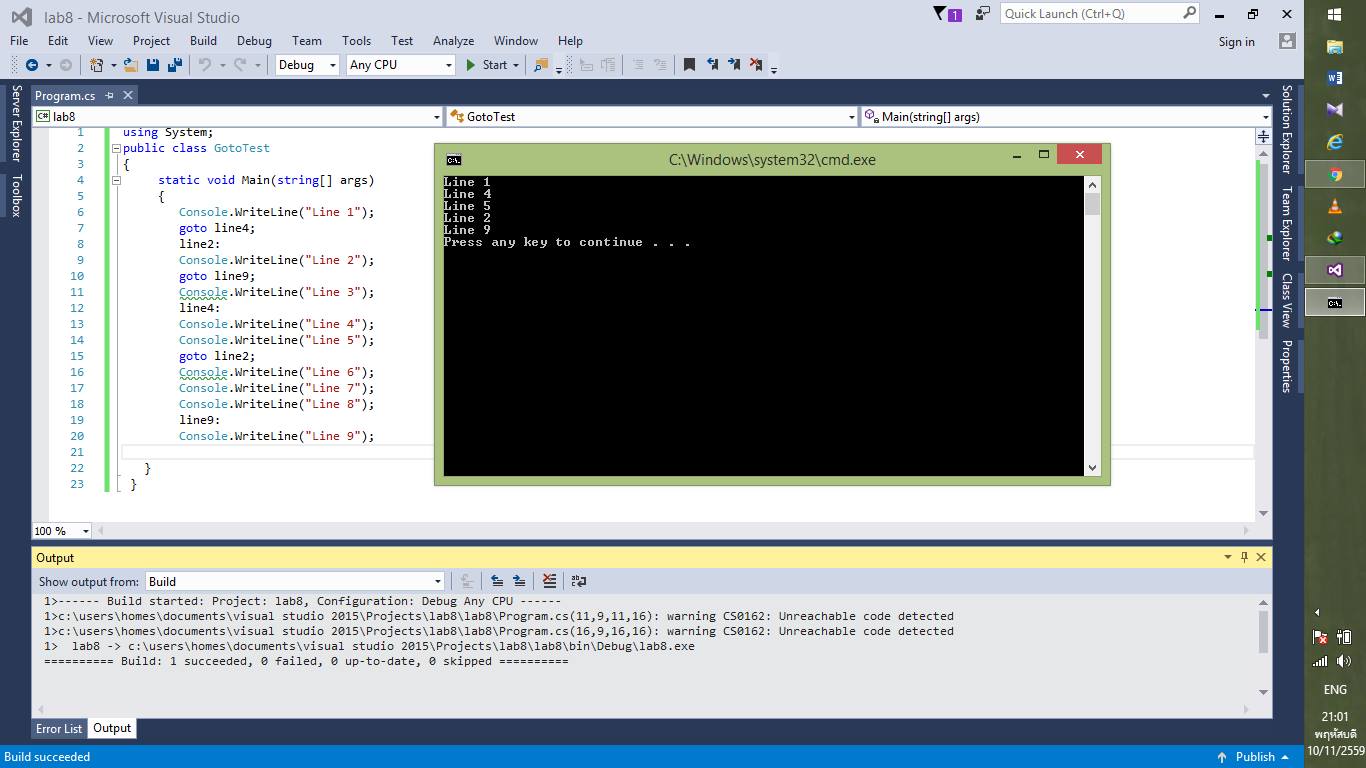 lab8 - Microsoft Visual Studio
1
Quick Launch (Ctrl+Q)
File Edit View Project Build Debug Team Tools Test Analyze Window Help
Sign in
Debug
Any CPU
Start
Server Explorer
Toolbox
Program.cs
C# lab8
GotoTest
Main(string[] args)
1 using System;
2 public class GotoTest
3 {
4 static void Main(string[] args)
5 {
6 Console.WriteLine("Line 1");
7 goto line4;
8 line2:
9 Console.WriteLine("Line 2");
10 goto line9;
11 Console.WriteLine("Line 3");
12 line4:
13 Console.WriteLine("Line 4");
14 Console.WriteLine("Line 5");
15 goto line2;
16 Console.WriteLine("Line 6");
17 Console.WriteLine("Line 7");
18 Console.WriteLine("Line 8");
19 line9:
20 Console.WriteLine("Line 9");
21
22 }
23 }
C:\Windows\system32\cmd.exe
Line 1
Line 4
Line 5
Line 2
Line 9
Press any key to continue . . .
Solution Explorer
Team Explorer
Class View
Properties
100 %
Output
Show output from: Build
1>------ Build started: Project: lab8, Configuration: Debug Any CPU ------
1>c:\users\homes\documents\visual studio 2015\Projects\lab8\lab8\Program.cs(11,9,11,16): warning CS0162: Unreachable code detected
1>c:\users\homes\documents\visual studio 2015\Projects\lab8\lab8\Program.cs(16,9,16,16): warning CS0162: Unreachable code detected
1> lab8 -> c:\users\homes\documents\visual studio 2015\Projects\lab8\lab8\bin\Debug\lab8.exe
========== Build: 1 succeeded, 0 failed, 0 up-to-date, 0 skipped ==========
Error List Output
Build succeeded
Publish
ENG
21:01
พฤหัสบดี
10/11/2559